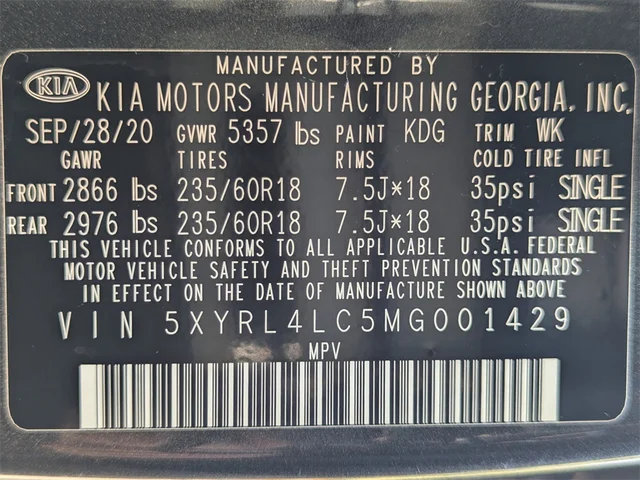 MANUFACTURED BY
KIA KIA MOTORS MANUFACTURING GEORGIA, INC.
SEP/28/20 GVWR 5357 lbs PAINT KDG TRIM WK
GAWR TIRES RIMS COLD TIRE INFL
FRONT 2866 lbs 235/60R18 7.5J*18 35psi SINGLE
REAR 2976 lbs 235/60R18 7.5J*18 35psi SINGLE
THIS VEHICLE CONFORMS TO ALL APPLICABLE U.S.A. FEDERAL
MOTOR VEHICLE SAFETY AND THEFT PREVENTION STANDARDS
IN EFFECT ON THE DATE OF MANUFACTURE SHOWN ABOVE
VIN 5XYRL4LC5MG001429
MPV